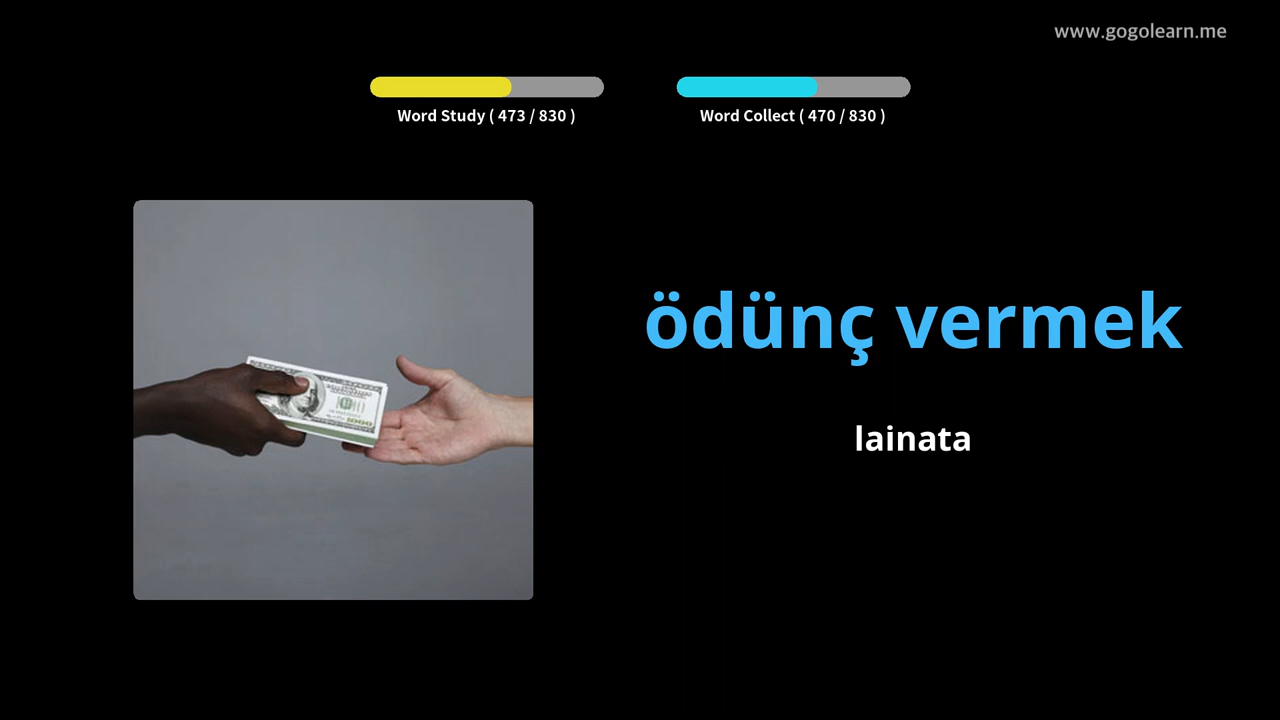 www.gogolearn.me
Word Study ( 473 / 830 )
Word Collect ( 470 / 830 )
ödünç vermek
lainata